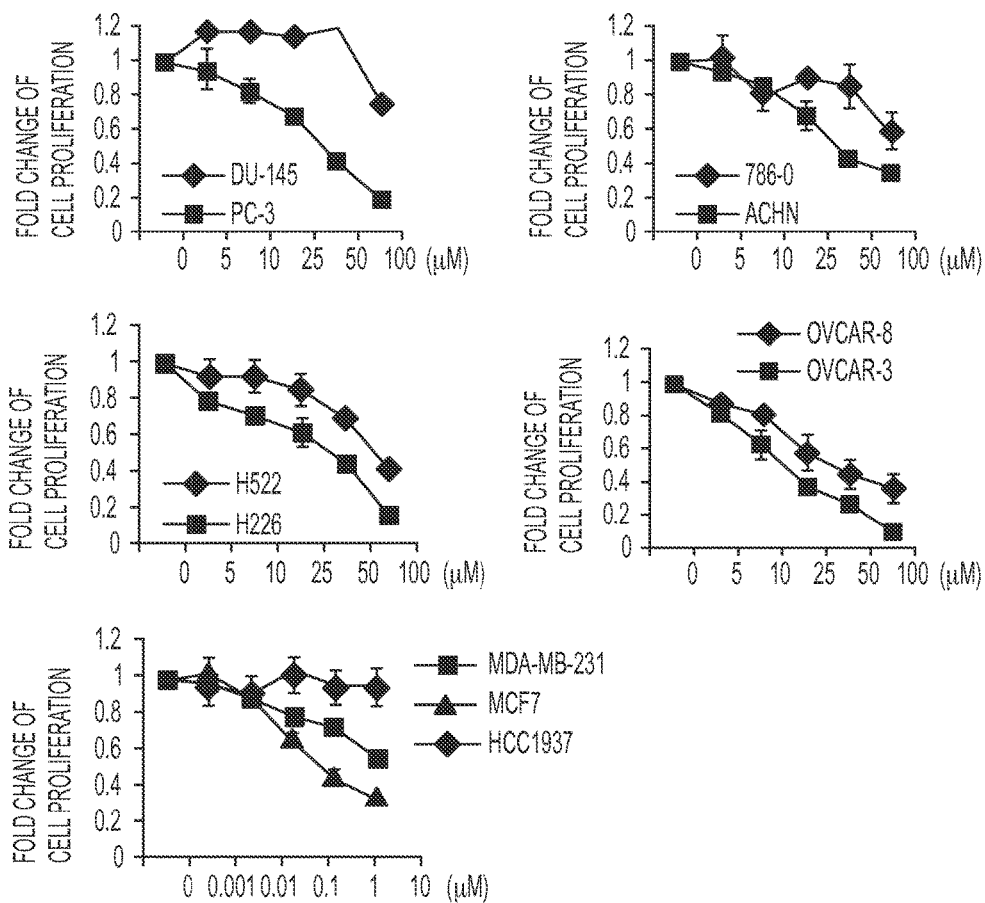 FOLD CHANGE OF
CELL PROLIFERATION
1.2
1
0.8
0.6
0.4
0.2
0
DU-145
PC-3
0 5 10 25 50 100 (µM)
FOLD CHANGE OF
CELL PROLIFERATION
1.2
1
0.8
0.6
0.4
0.2
0
786-0
ACHN
0 5 10 25 50 100 (µM)
FOLD CHANGE OF
CELL PROLIFERATION
1.2
1
0.8
0.6
0.4
0.2
0
H522
H226
0 5 10 25 50 100 (µM)
FOLD CHANGE OF
CELL PROLIFERATION
1.2
1
0.8
0.6
0.4
0.2
0
OVCAR-8
OVCAR-3
0 5 10 25 50 100 (µM)
FOLD CHANGE OF
CELL PROLIFERATION
1.2
1
0.8
0.6
0.4
0.2
0
MDA-MB-231
MCF7
HCC1937
0 0.001 0.01 0.1 1 10 (µM)